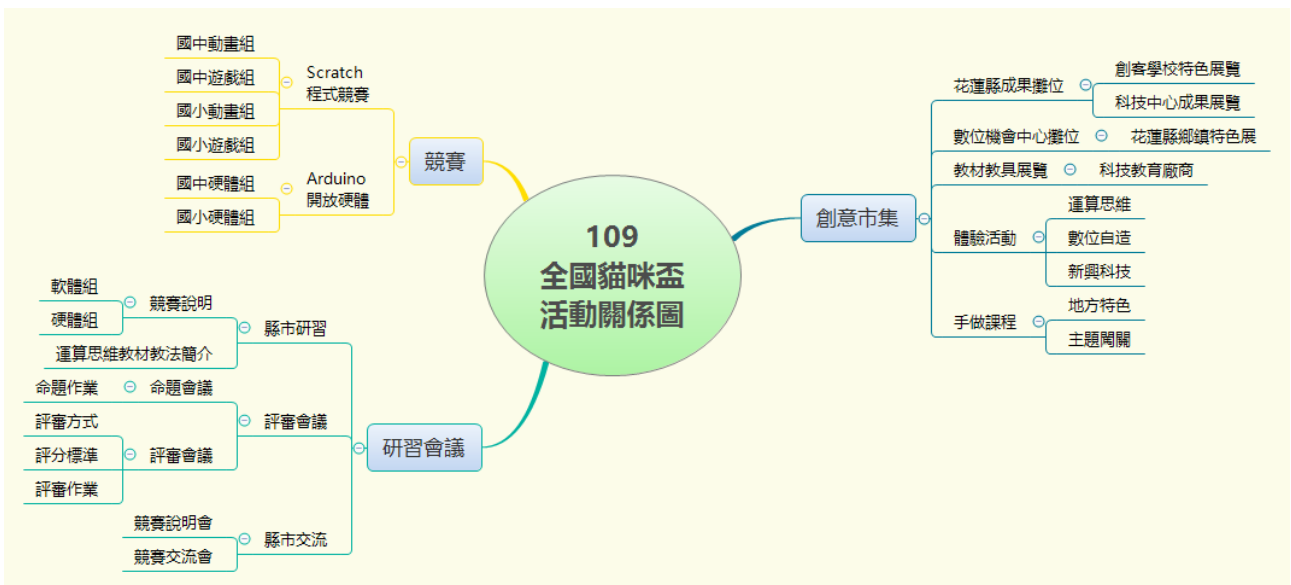 109
全國貓咪盃
活動關係圖
競賽
Scratch
程式競賽
國中動畫組
國中遊戲組
國小動畫組
國小遊戲組
Arduino
開放硬體
國中硬體組
國小硬體組
創意市集
花蓮縣成果攤位
創客學校特色展覽
科技中心成果展覽
數位機會中心攤位
花蓮縣鄉鎮特色展
教材教具展覽
科技教育廠商
體驗活動
運算思維
數位自造
新興科技
手做課程
地方特色
主題闖關
研習會議
縣市研習
競賽說明
軟體組
硬體組
運算思維教材教法簡介
評審會議
命題會議
命題作業
評審會議
評審方式
評分標準
評審作業
縣市交流
競賽說明會
競賽交流會